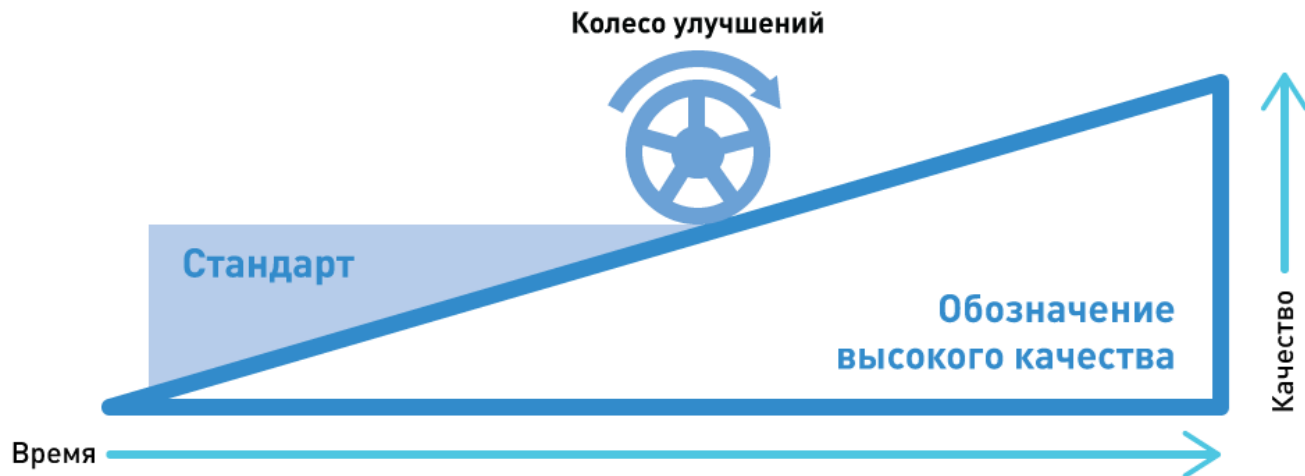 Колесо улучшений
Стандарт
Обозначение
высокого качества
Качество
Время